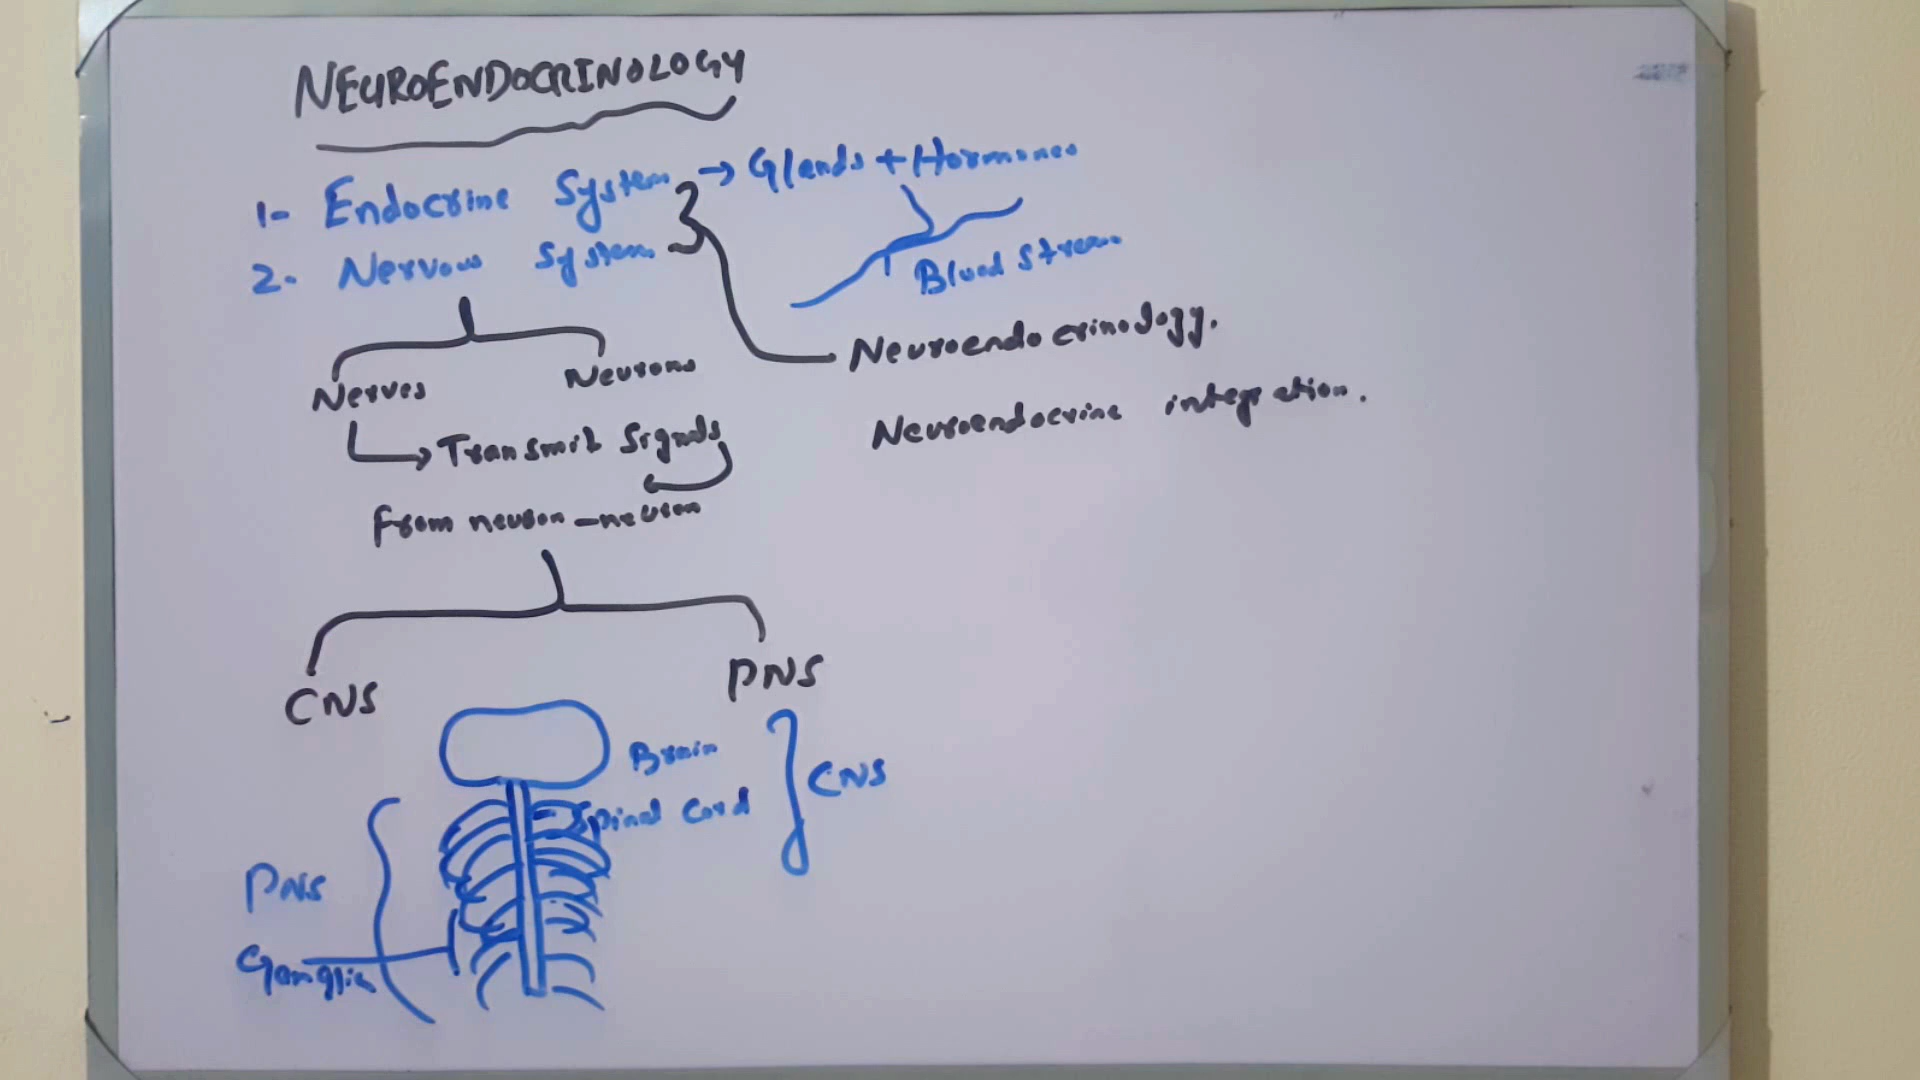 NEUROENDOCRINOLOGY
1- Endocrine System → Glands + Hormones
2- Nervous System
Blood Stream
Nerves Neurons
Neuroendocrinology.
Neuroendocrine integration.
Transmit Signals
From neuron - neuron
CNS PNS
Brain
Spinal Cord
CNS
PNS
Ganglia